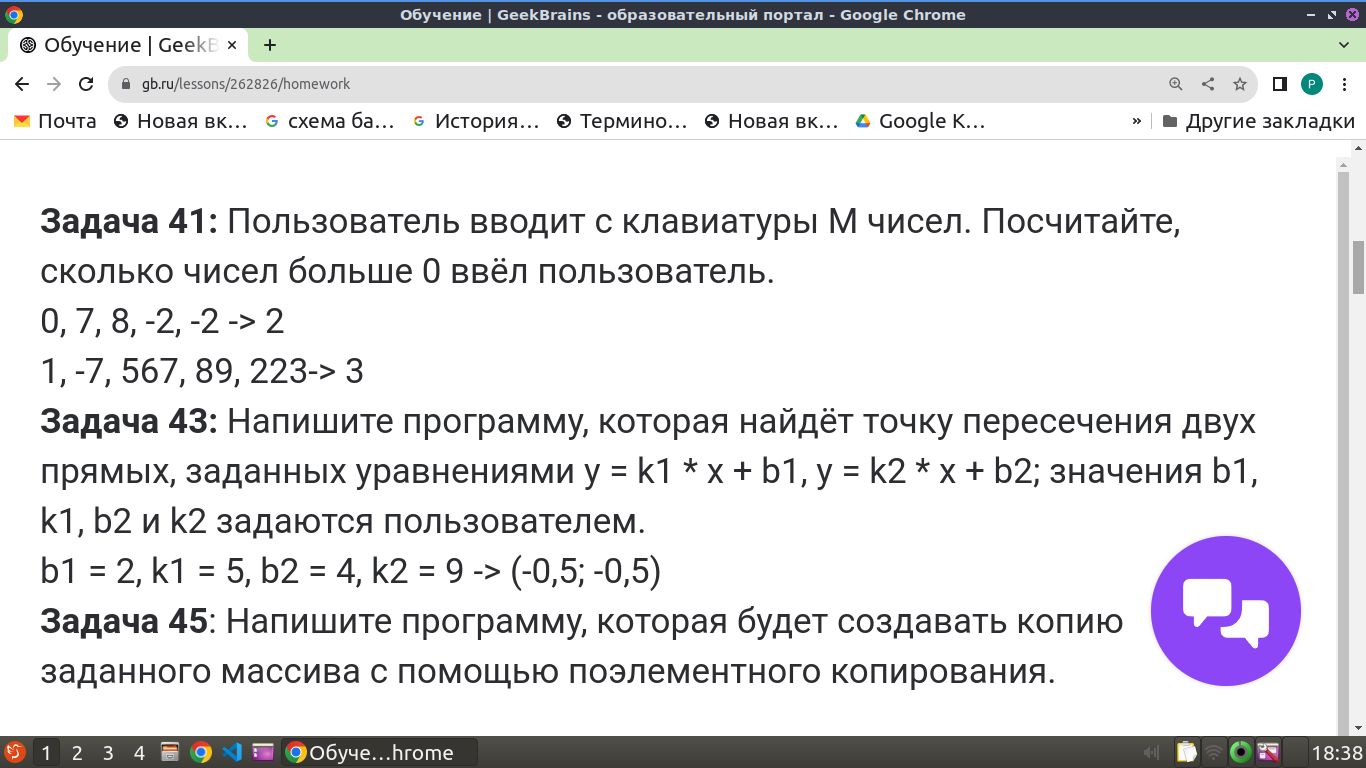 Обучение | GeekBrains - образовательный портал - Google Chrome
Обучение | GeekB
gb.ru/lessons/262826/homework
P
Почта Новая вк... схема ба... История... Термино... Новая вк... Google К... » Другие закладки
Задача 41: Пользователь вводит с клавиатуры M чисел. Посчитайте,
сколько чисел больше 0 ввёл пользователь.
0, 7, 8, -2, -2 -> 2
1, -7, 567, 89, 223-> 3
Задача 43: Напишите программу, которая найдёт точку пересечения двух
прямых, заданных уравнениями y = k1 * x + b1, y = k2 * x + b2; значения b1,
k1, b2 и k2 задаются пользователем.
b1 = 2, k1 = 5, b2 = 4, k2 = 9 -> (-0,5; -0,5)
Задача 45: Напишите программу, которая будет создавать копию
заданного массива с помощью поэлементного копирования.
1 2 3 4 Обуче...hrome 18:38